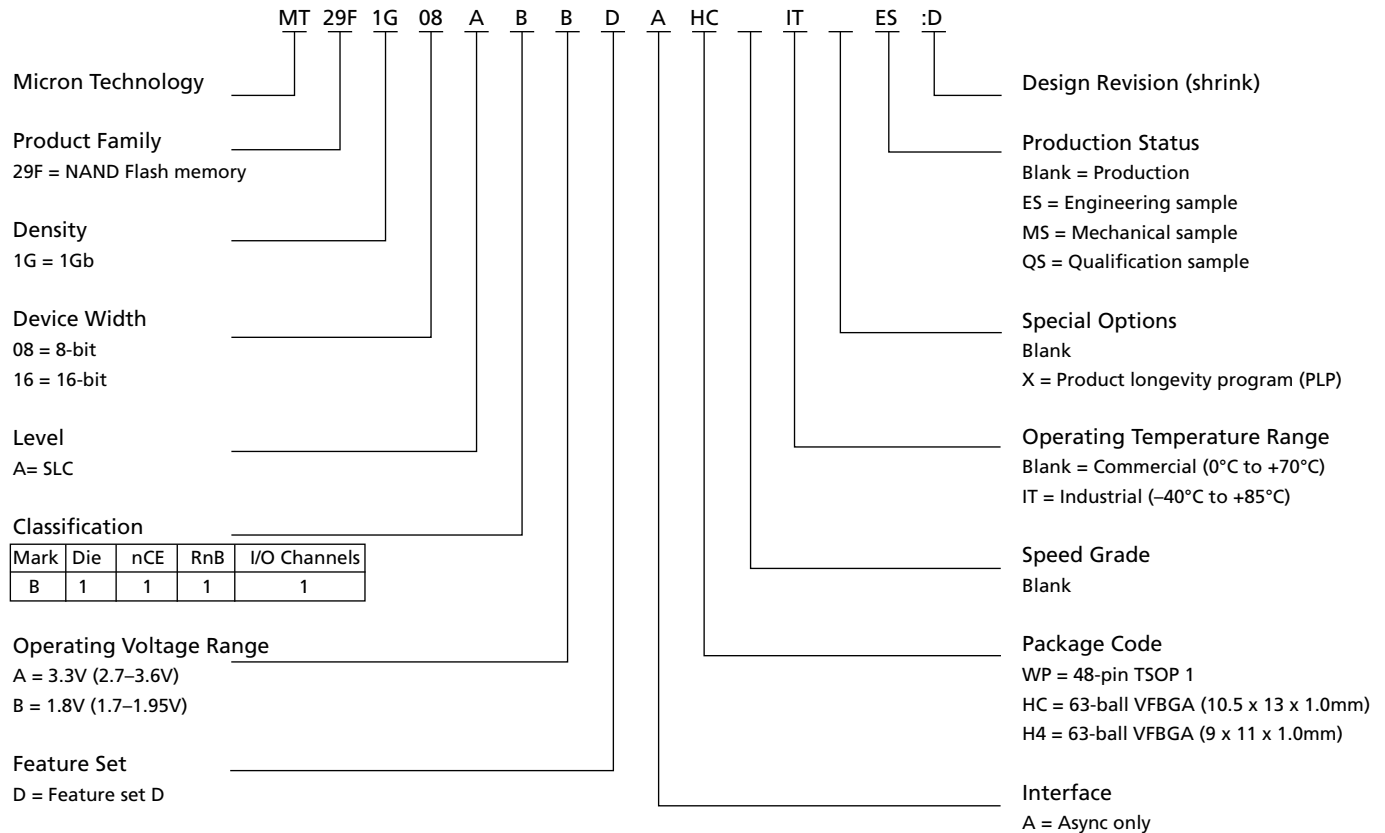 MT 29F 1G 08 A B B D A HC IT ES :D
Micron Technology
Product Family
29F = NAND Flash memory
Density
1G = 1Gb
Device Width
08 = 8-bit
16 = 16-bit
Level
A= SLC
Classification
Mark Die nCE RnB I/O Channels
B 1 1 1 1
Operating Voltage Range
A = 3.3V (2.7–3.6V)
B = 1.8V (1.7–1.95V)
Feature Set
D = Feature set D
Design Revision (shrink)
Production Status
Blank = Production
ES = Engineering sample
MS = Mechanical sample
QS = Qualification sample
Special Options
Blank
X = Product longevity program (PLP)
Operating Temperature Range
Blank = Commercial (0°C to +70°C)
IT = Industrial (–40°C to +85°C)
Speed Grade
Blank
Package Code
WP = 48-pin TSOP 1
HC = 63-ball VFBGA (10.5 x 13 x 1.0mm)
H4 = 63-ball VFBGA (9 x 11 x 1.0mm)
Interface
A = Async only